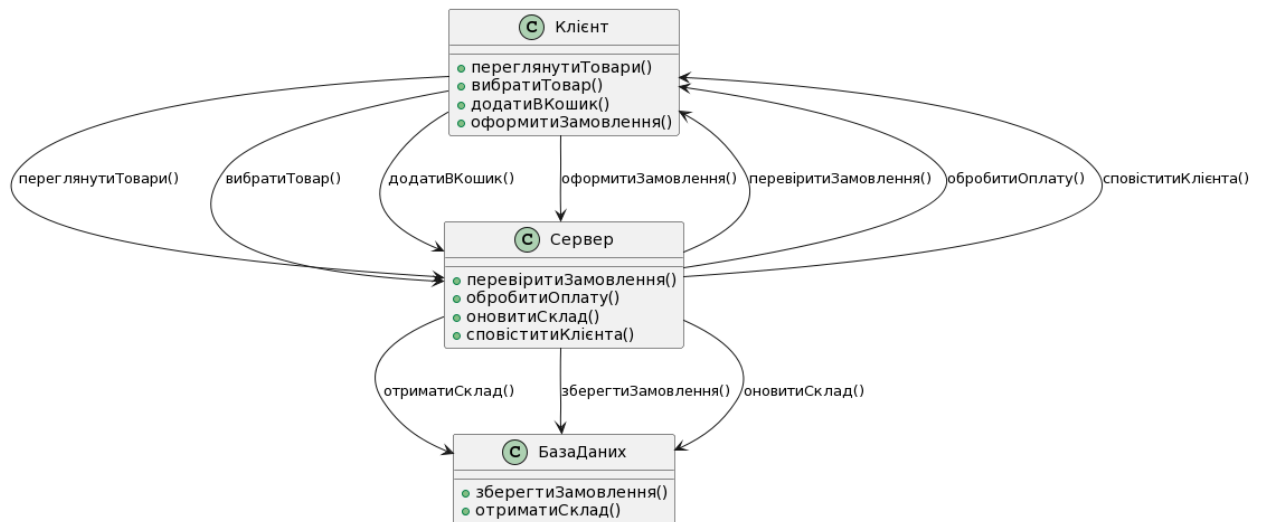 C Клієнт
переглянутиТовари()
вибратиТовар()
додатиВКошик()
оформитиЗамовлення()
переглянутиТовари()
вибратиТовар()
додатиВКошик()
оформитиЗамовлення()
перевіритиЗамовлення()
обробитиОплату()
сповіститиКлієнта()
C Сервер
перевіритиЗамовлення()
обробитиОплату()
оновитиСклад()
сповіститиКлієнта()
отриматиСклад()
зберегтиЗамовлення()
оновитиСклад()
C БазаДаних
зберегтиЗамовлення()
отриматиСклад()